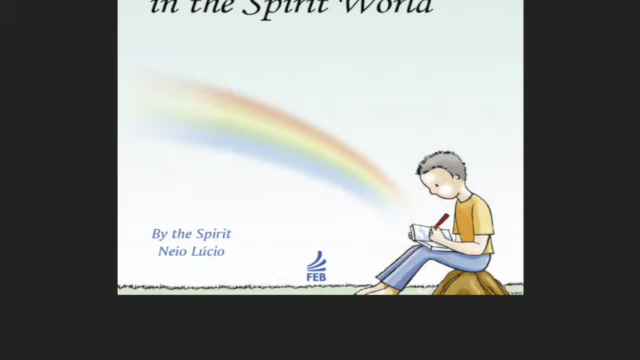 in the Spirit World
By the Spirit
Neio Lúcio
FEB